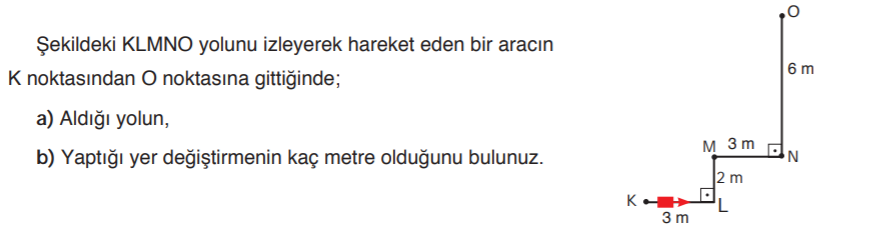 Şekildeki KLMNO yolunu izleyerek hareket eden bir aracın
K noktasından O noktasına gittiğinde;
a) Aldığı yolun,
b) Yaptığı yer değiştirmenin kaç metre olduğunu bulunuz.
O
6 m
M 3 m
N
2 m
K
L
3 m